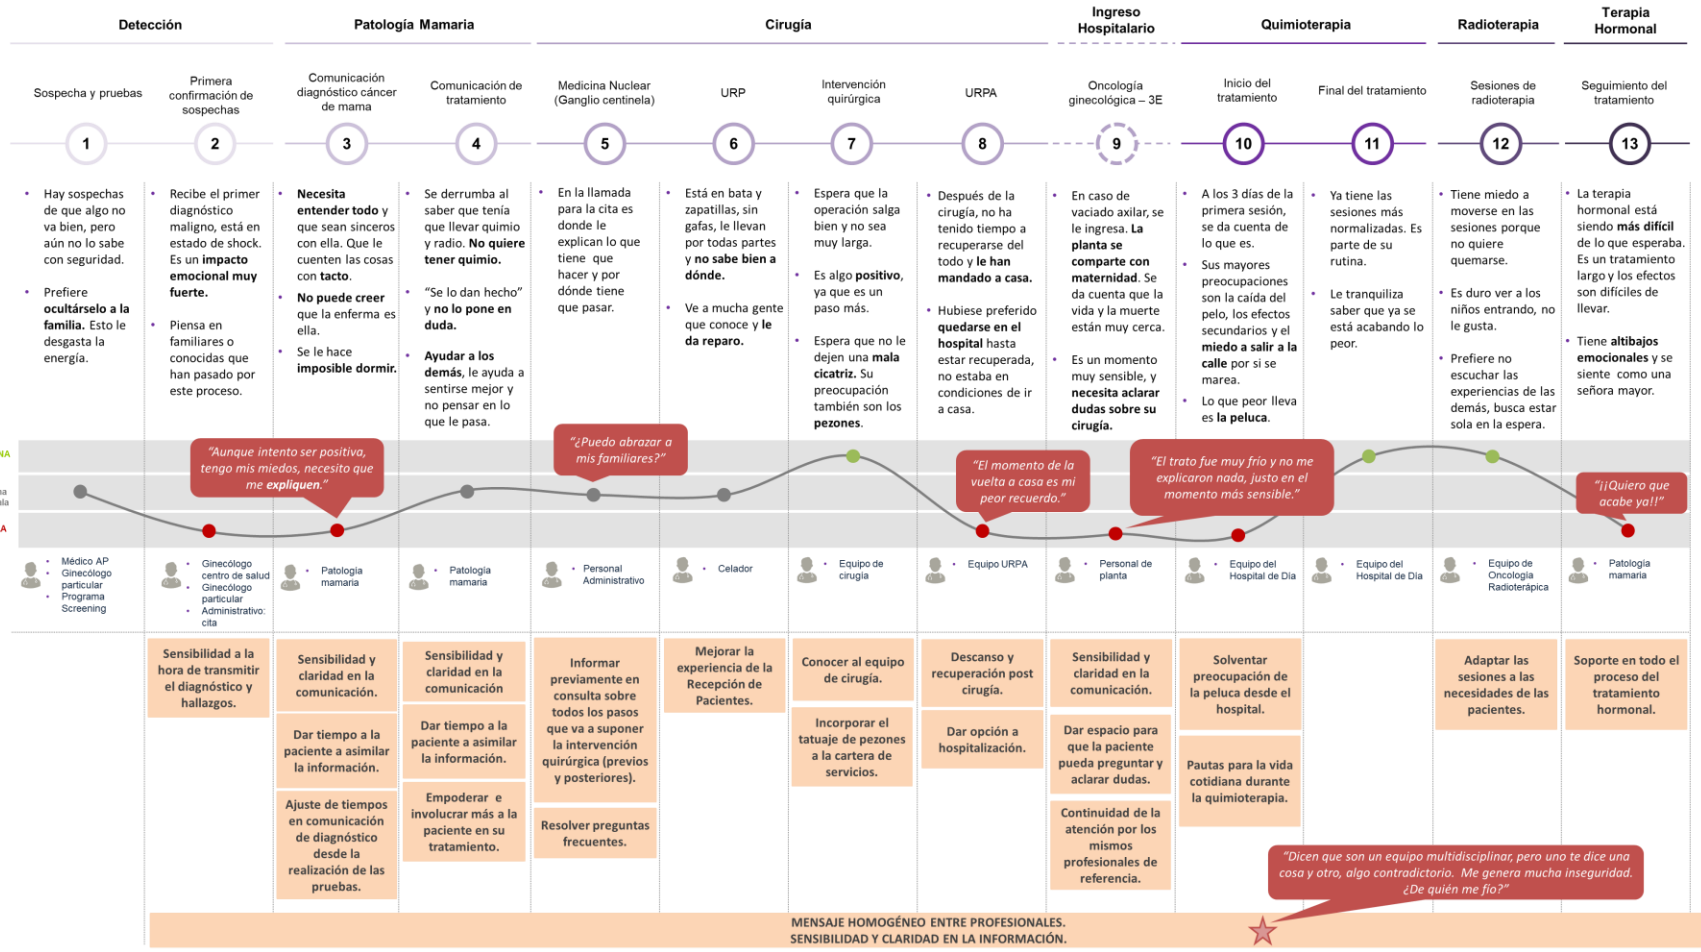 Detección
Patología Mamaria
Cirugía
Ingreso
Hospitalario
Quimioterapia
Radioterapia
Terapia
Hormonal
Sospecha y pruebas
Primera
confirmación de
sospechas
Comunicación
diagnóstico cáncer
de mama
Comunicación de
tratamiento
Medicina Nuclear
(Ganglio centinela)
URP
Intervención
quirúrgica
URPA
Oncología
ginecológica – 3E
Inicio del
tratamiento
Final del tratamiento
Sesiones de
radioterapia
Seguimiento del
tratamiento
1
2
3
4
5
6
7
8
9
10
11
12
13
• Hay sospechas
de que algo no
va bien, pero
aún no lo sabe
con seguridad.
• Prefiere
ocultárselo a la
familia. Esto le
desgasta la
energía.
• Recibe el primer
diagnóstico
maligno, está en
estado de shock.
Es un impacto
emocional muy
fuerte.
• Piensa en
familiares o
conocidas que
han pasado por
este proceso.
• Necesita
entender todo y
que sean sinceros
con ella. Que le
cuenten las cosas
con tacto.
• No puede creer
que la enferma es
ella.
• Se le hace
imposible dormir.
• Se derrumba al
saber que tenía
que llevar quimio
y radio. No quiere
tener quimio.
• “Se lo dan hecho”
y no lo pone en
duda.
• Ayudar a los
demás, le ayuda a
sentirse mejor y
no pensar en lo
que le pasa.
• En la llamada
para la cita es
donde le
explican lo que
tiene que
hacer y por
dónde tiene
que pasar.
• Está en bata y
zapatillas, sin
gafas, le llevan
por todas partes
y no sabe bien a
dónde.
• Ve a mucha gente
que conoce y le
da reparo.
• Espera que la
operación salga
bien y no sea
muy larga.
• Es algo positivo,
ya que es un
paso más.
• Espera que no le
dejen una mala
cicatriz. Su
preocupación
también son los
pezones.
• Después de la
cirugía, no ha
tenido tiempo a
recuperarse del
todo y le han
mandado a casa.
• Hubiese preferido
quedarse en el
hospital hasta
estar recuperada,
no estaba en
condiciones de ir
a casa.
• En caso de
vaciado axilar, se
le ingresa. La
planta se
comparte con
maternidad. Se
da cuenta que la
vida y la muerte
están muy cerca.
• Es un momento
muy sensible, y
necesita aclarar
dudas sobre su
cirugía.
• A los 3 días de la
primera sesión,
se da cuenta de
lo que es.
• Sus mayores
preocupaciones
son la caída del
pelo, los efectos
secundarios y el
miedo a salir a la
calle por si se
marea.
• Lo que peor lleva
es la peluca.
• Ya tiene las
sesiones más
normalizadas. Es
parte de su
rutina.
• Le tranquiliza
saber que ya se
está acabando lo
peor.
• Tiene miedo a
moverse en las
sesiones porque
no quiere
quemarse.
• Es duro ver a los
niños entrando, no
le gusta.
• Prefiere no
escuchar las
experiencias de las
demás, busca estar
sola en la espera.
• La terapia
hormonal está
siendo más difícil
de lo que esperaba.
Es un tratamiento
largo y los efectos
son difíciles de
llevar.
• Tiene altibajos
emocionales y se
siente como una
señora mayor.
NA
na
ala
A
“Aunque intento ser positiva,
tengo mis miedos, necesito que
me expliquen.”
“¿Puedo abrazar a
mis familiares?”
“El momento de la
vuelta a casa es mi
peor recuerdo.”
“El trato fue muy frío y no me
explicaron nada, justo en el
momento más sensible.”
“¡¡Quiero que
acabe ya!!”
• Médico AP
• Ginecólogo
particular
• Programa
Screening
• Ginecólogo
centro de salud
• Ginecólogo
particular
• Administrativo:
cita
• Patología
mamaria
• Patología
mamaria
• Personal
Administrativo
• Celador
• Equipo de
cirugía
• Equipo URPA
• Personal de
planta
• Equipo del
Hospital de Día
• Equipo del
Hospital de Día
• Equipo de
Oncología
Radioterápica
• Patología
mamaria
Sensibilidad a la
hora de transmitir
el diagnóstico y
hallazgos.
Sensibilidad y
claridad en la
comunicación.
Dar tiempo a la
paciente a asimilar
la información.
Ajuste de tiempos
en comunicación
de diagnóstico
desde la
realización de las
pruebas.
Sensibilidad y
claridad en la
comunicación
Dar tiempo a la
paciente a asimilar
la información.
Empoderar e
involucrar más a la
paciente en su
tratamiento.
Informar
previamente en
consulta sobre
todos los pasos
que va a suponer
la intervención
quirúrgica (previos
y posteriores).
Resolver preguntas
frecuentes.
Mejorar la
experiencia de la
Recepción de
Pacientes.
Conocer al equipo
de cirugía.
Incorporar el
tatuaje de pezones
a la cartera de
servicios.
Descanso y
recuperación post
cirugía.
Dar opción a
hospitalización.
Sensibilidad y
claridad en la
comunicación.
Dar espacio para
que la paciente
pueda preguntar y
aclarar dudas.
Continuidad de la
atención por los
mismos
profesionales de
referencia.
Solventar
preocupación de
la peluca desde el
hospital.
Pautas para la vida
cotidiana durante
la quimioterapia.
Adaptar las
sesiones a las
necesidades de las
pacientes.
Soporte en todo el
proceso del
tratamiento
hormonal.
“Dicen que son un equipo multidisciplinar, pero uno te dice una
cosa y otro, algo contradictorio. Me genera mucha inseguridad.
¿De quién me fío?”
MENSAJE HOMOGÉNEO ENTRE PROFESIONALES.
SENSIBILIDAD Y CLARIDAD EN LA INFORMACIÓN.